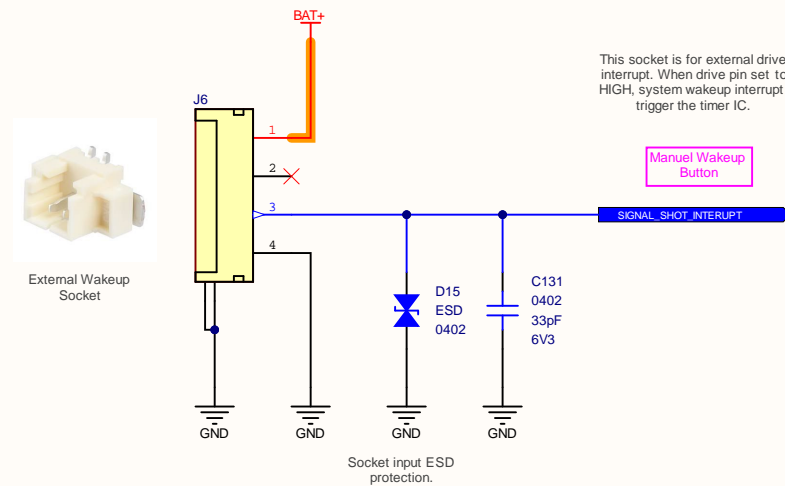 BAT+
This socket is for external drive
interrupt. When drive pin set to
HIGH, system wakeup interrupt
trigger the timer IC.
J6
1
2
3
4
Manuel Wakeup
Button
SIGNAL_SHOT_INTERUPT
External Wakeup
Socket
D15
ESD
0402
C131
0402
33pF
6V3
GND
GND
GND
GND
Socket input ESD
protection.